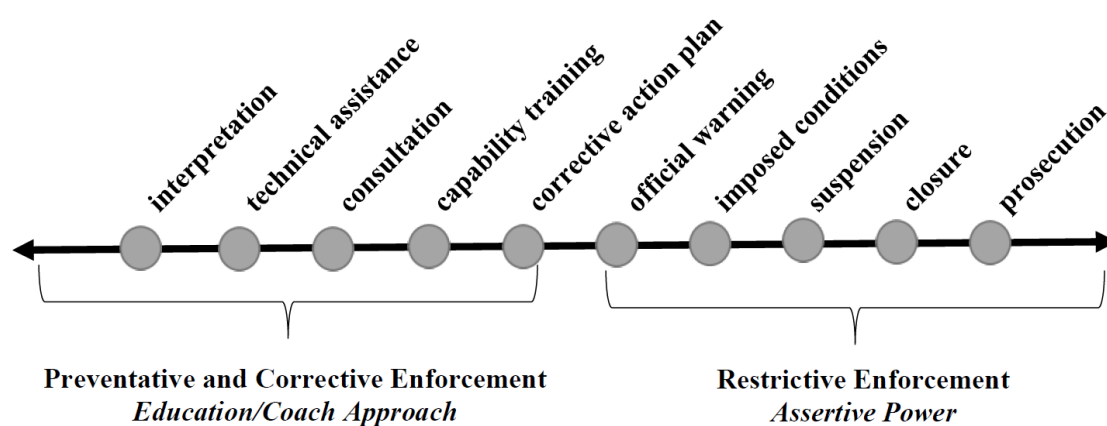 interpretation
technical assistance
consultation
capability training
corrective action plan
official warning
imposed conditions
suspension
closure
prosecution
Preventative and Corrective Enforcement
Education/Coach Approach
Restrictive Enforcement
Assertive Power